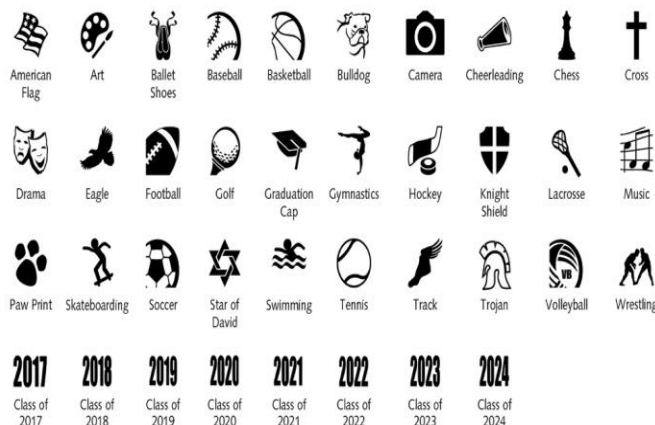 American Flag
Art
Ballet Shoes
Baseball
Basketball
Bulldog
Camera
Cheerleading
Chess
Cross
Drama
Eagle
Football
Golf
Graduation Cap
Gymnastics
Hockey
Knight Shield
Lacrosse
Music
Paw Print
Skateboarding
Soccer
Star of David
Swimming
Tennis
Track
Trojan
VB
Volleyball
Wrestling
2017
2018
2019
2020
2021
2022
2023
2024
Class of 2017
Class of 2018
Class of 2019
Class of 2020
Class of 2021
Class of 2022
Class of 2023
Class of 2024